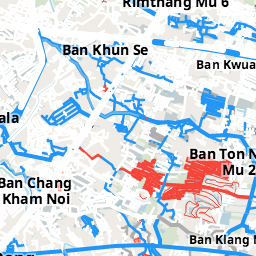 Rimthang Mu 6
Ban Khun Se
Ban Kwua
ala
Ban Ton N
Mu 2
Ban Chang
Kham Noi
Ban Klang M